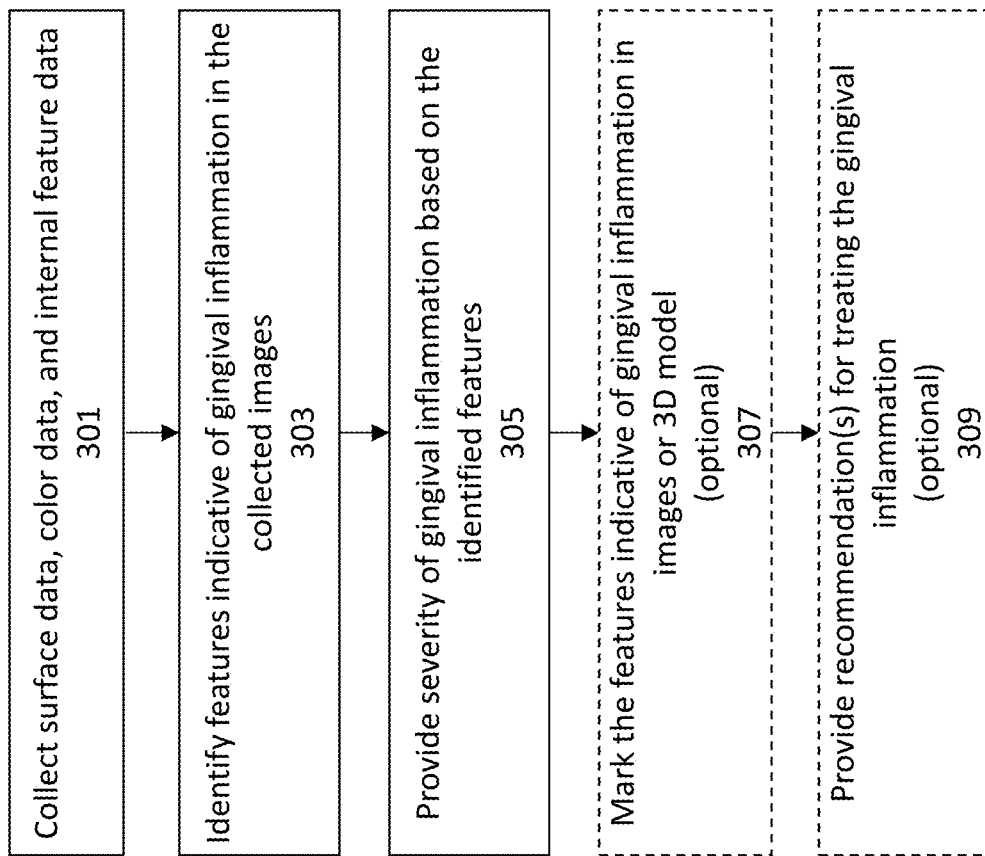 Collect surface data, color data, and internal feature data
301
Identify features indicative of gingival inflammation in the
collected images
303
Provide severity of gingival inflammation based on the
identified features
305
Mark the features indicative of gingival inflammation in
images or 3D model
(optional)
307
Provide recommendation(s) for treating the gingival
inflammation
(optional)
309